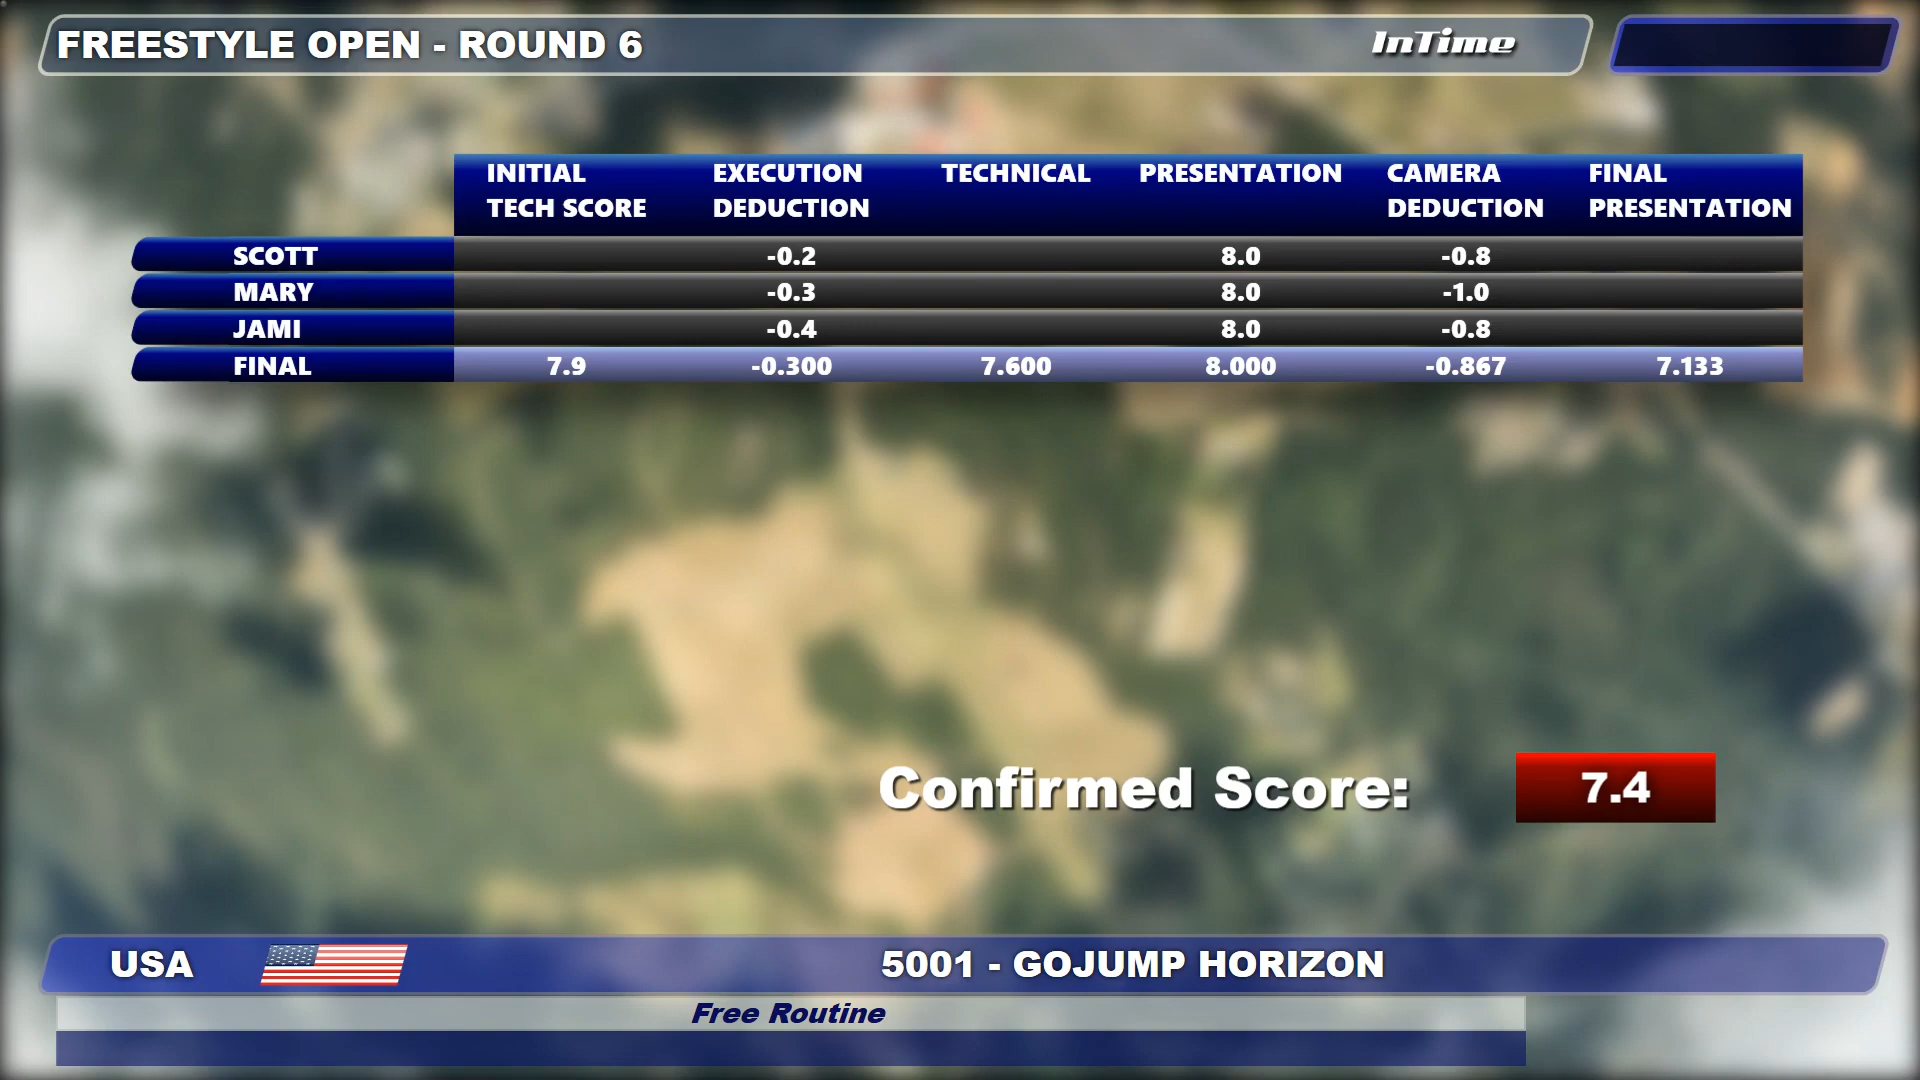 FREESTYLE OPEN - ROUND 6
InTime
INITIAL TECH SCORE
EXECUTION DEDUCTION
TECHNICAL
PRESENTATION
CAMERA DEDUCTION
FINAL PRESENTATION
SCOTT -0.2 8.0 -0.8
MARY -0.3 8.0 -1.0
JAMI -0.4 8.0 -0.8
FINAL 7.9 -0.300 7.600 8.000 -0.867 7.133
Confirmed Score: 7.4
USA 5001 - GOJUMP HORIZON
Free Routine